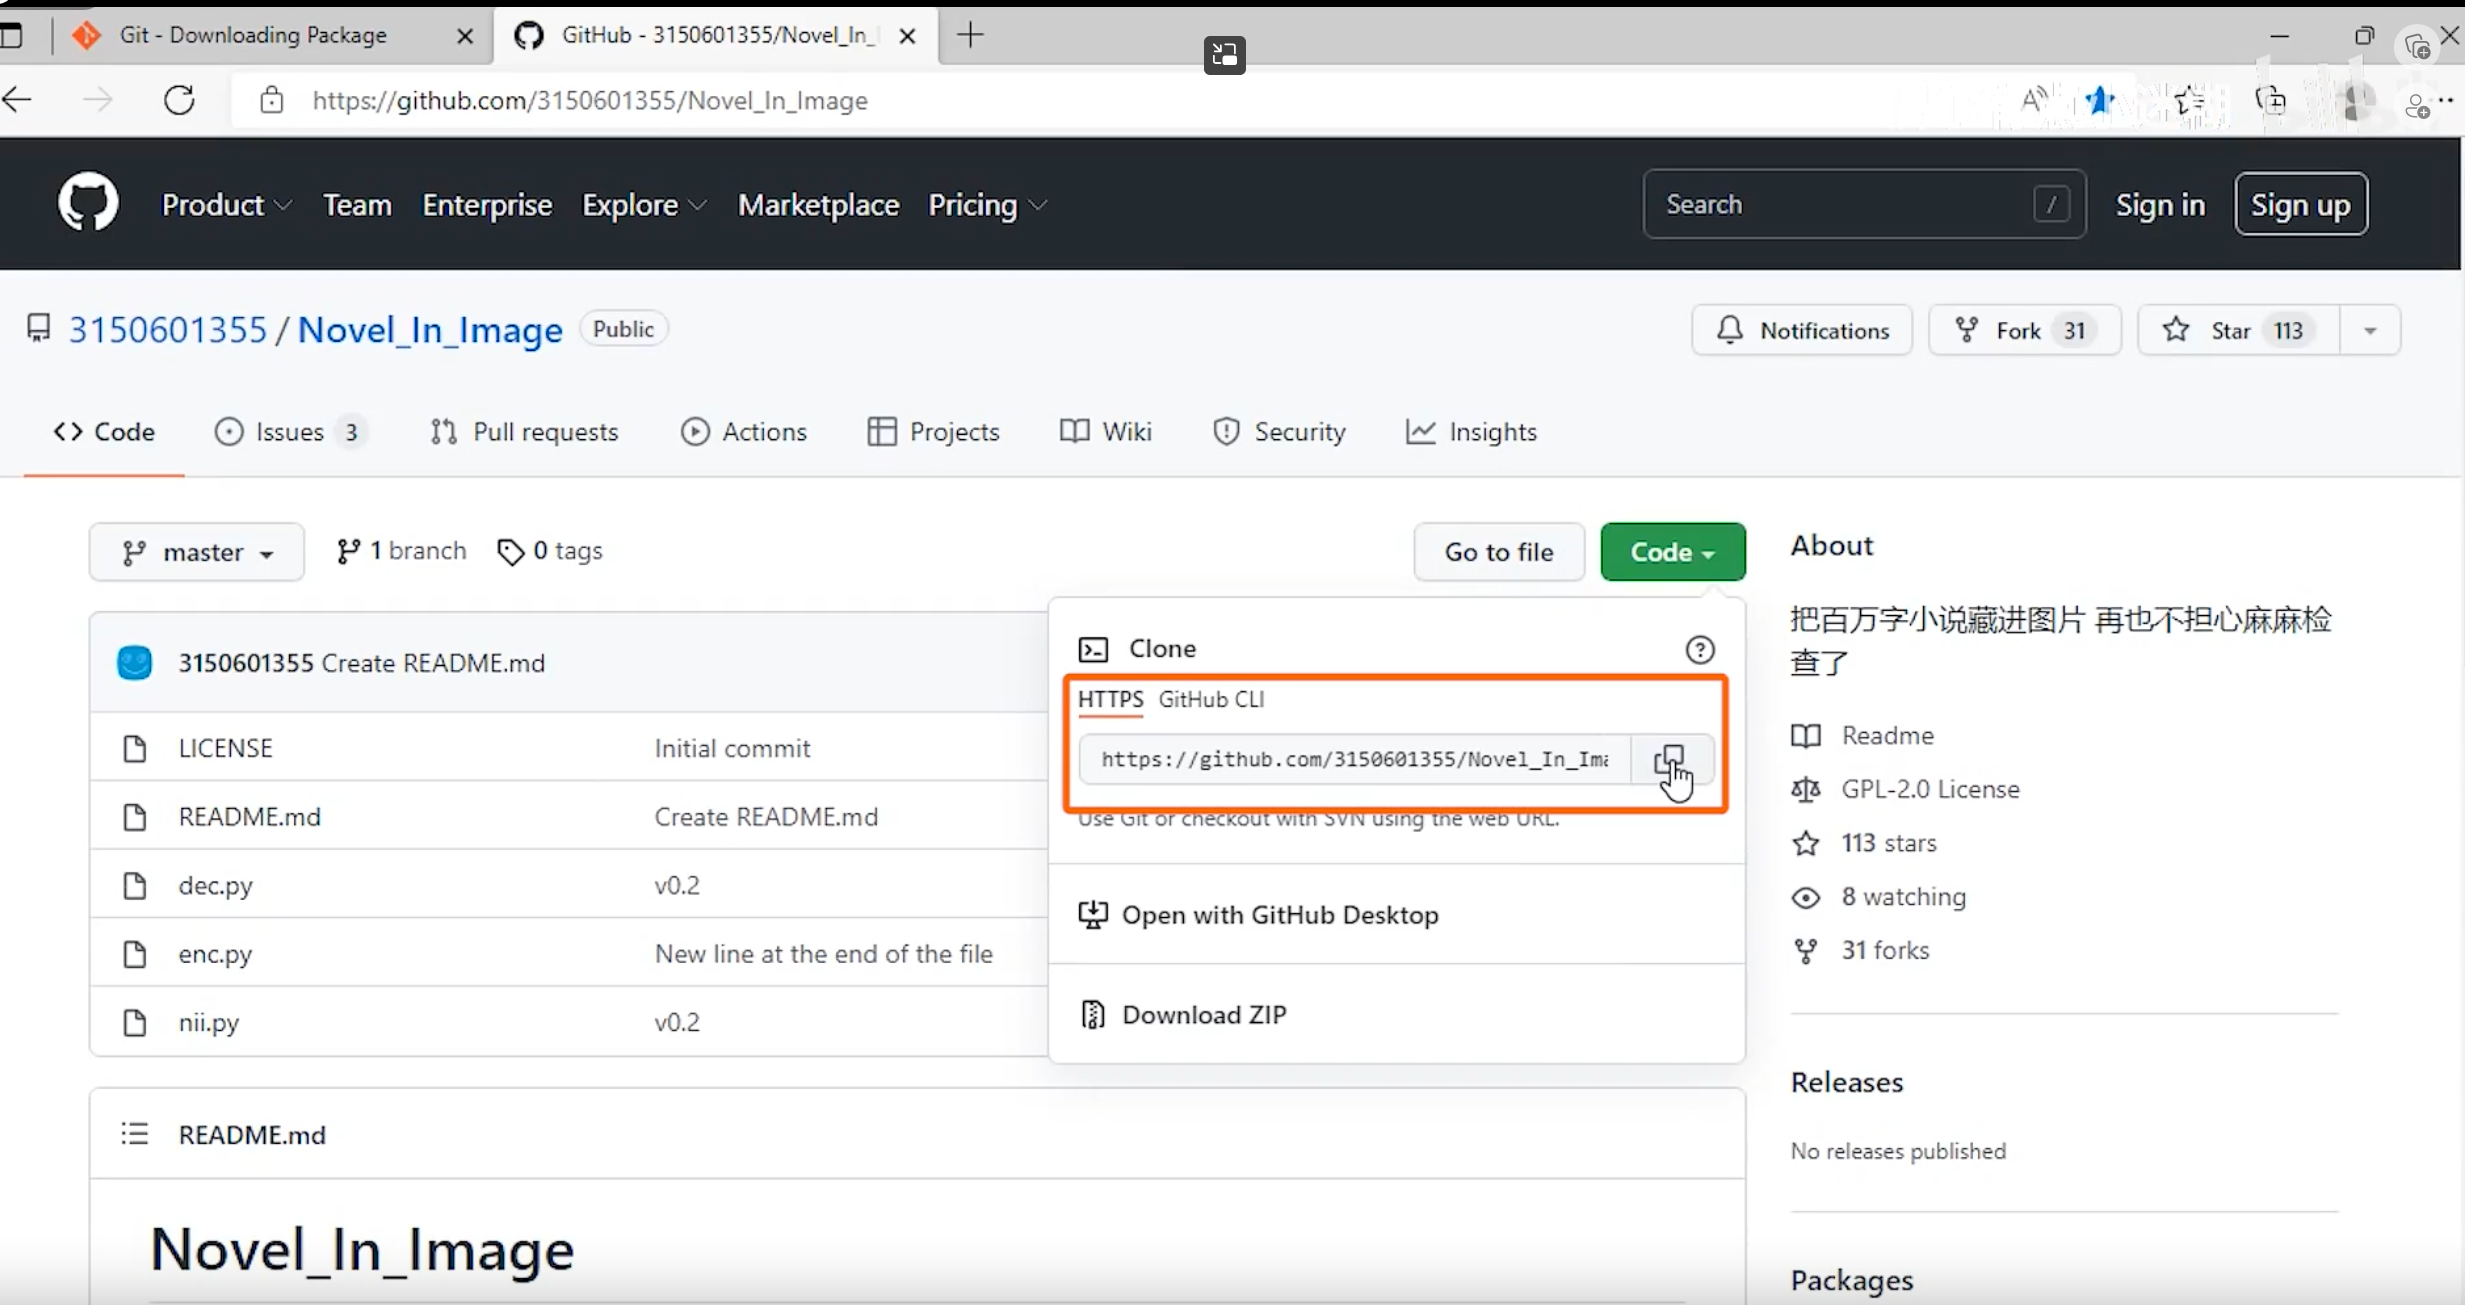 Git - Downloading Package
GitHub - 3150601355/Novel_In_
https://github.com/3150601355/Novel_In_Image
Product Team Enterprise Explore Marketplace Pricing
Search /
Sign in
Sign up
3150601355 / Novel_In_Image Public
Notifications
Fork 31
Star 113
Code
Issues 3
Pull requests
Actions
Projects
Wiki
Security
Insights
master
1 branch
0 tags
Go to file
Code
3150601355 Create README.md
LICENSE Initial commit
README.md Create README.md
dec.py v0.2
enc.py New line at the end of the file
nii.py v0.2
Clone
HTTPS GitHub CLI
https://github.com/3150601355/Novel_In_Ima
Use Git or checkout with SVN using the web URL.
Open with GitHub Desktop
Download ZIP
README.md
Novel_In_Image
About
把百万字小说藏进图片 再也不担心麻麻检
查了
Readme
GPL-2.0 License
113 stars
8 watching
31 forks
Releases
No releases published
Packages